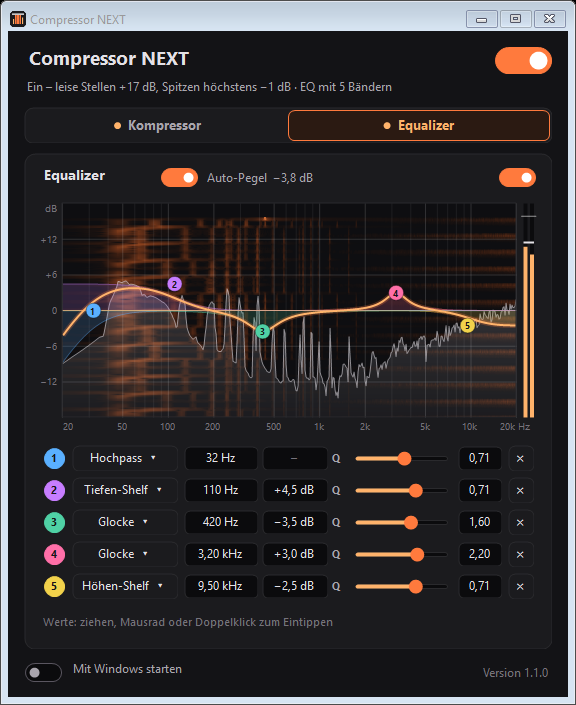 Compressor NEXT
Compressor NEXT
Ein – leise Stellen +17 dB, Spitzen höchstens −1 dB · EQ mit 5 Bändern
Kompressor
Equalizer
Equalizer
Auto-Pegel −3,8 dB
dB
+12
+6
0
−6
−12
1
2
3
4
5
20 50 100 200 500 1k 2k 5k 10k 20k Hz
1 Hochpass ▾ 32 Hz – Q 0,71 ×
2 Tiefen-Shelf ▾ 110 Hz +4,5 dB Q 0,71 ×
3 Glocke ▾ 420 Hz −3,5 dB Q 1,60 ×
4 Glocke ▾ 3,20 kHz +3,0 dB Q 2,20 ×
5 Höhen-Shelf ▾ 9,50 kHz −2,5 dB Q 0,71 ×
Werte: ziehen, Mausrad oder Doppelklick zum Eintippen
Mit Windows starten
Version 1.1.0